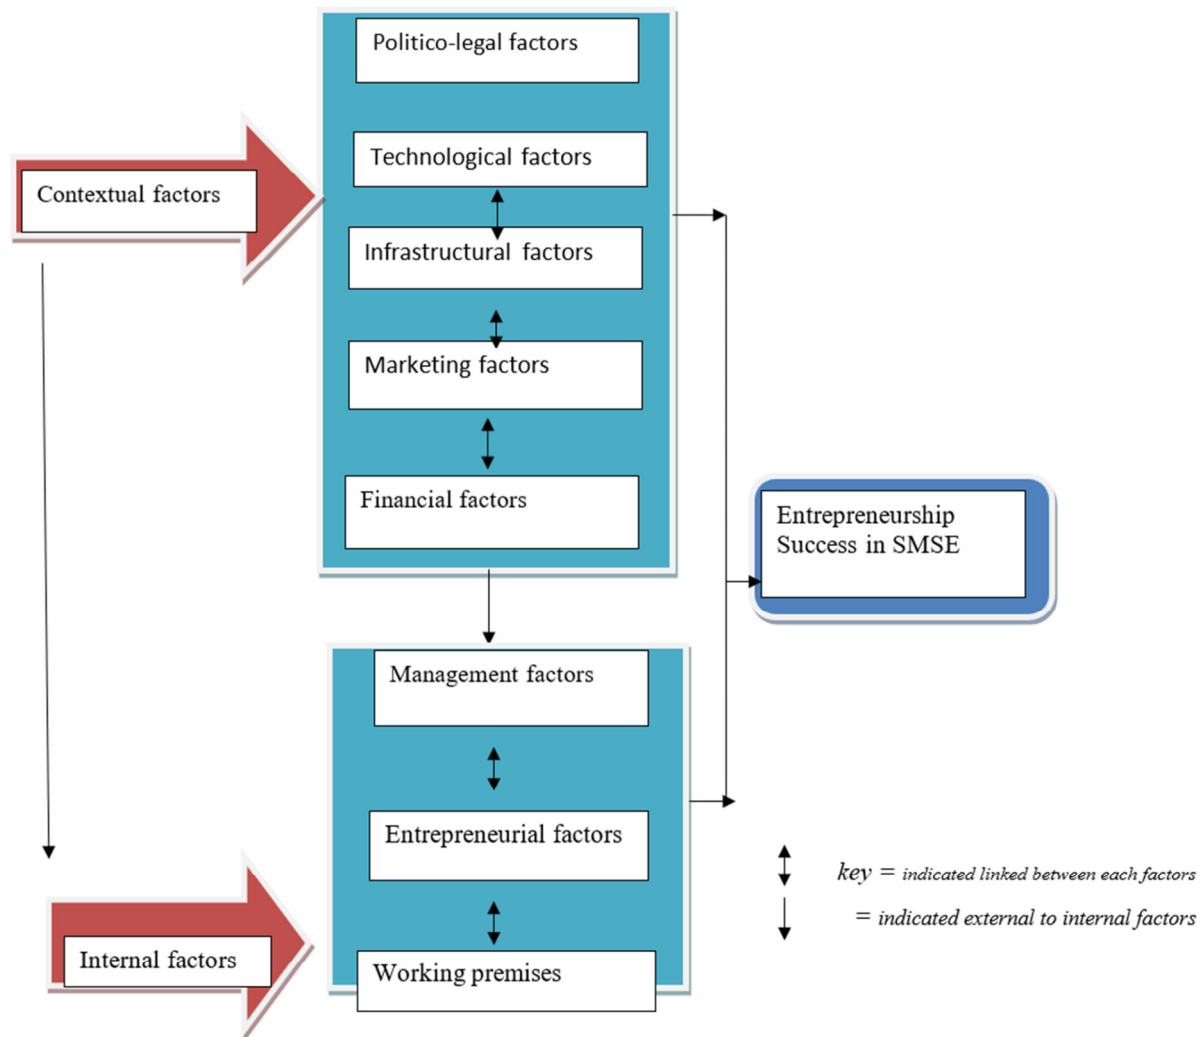 Politico-legal factors
Technological factors
Contextual factors
Infrastructural factors
Marketing factors
Financial factors
Entrepreneurship
Success in SMSE
Management factors
Entrepreneurial factors
key = indicated linked between each factors
= indicated external to internal factors
Internal factors
Working premises